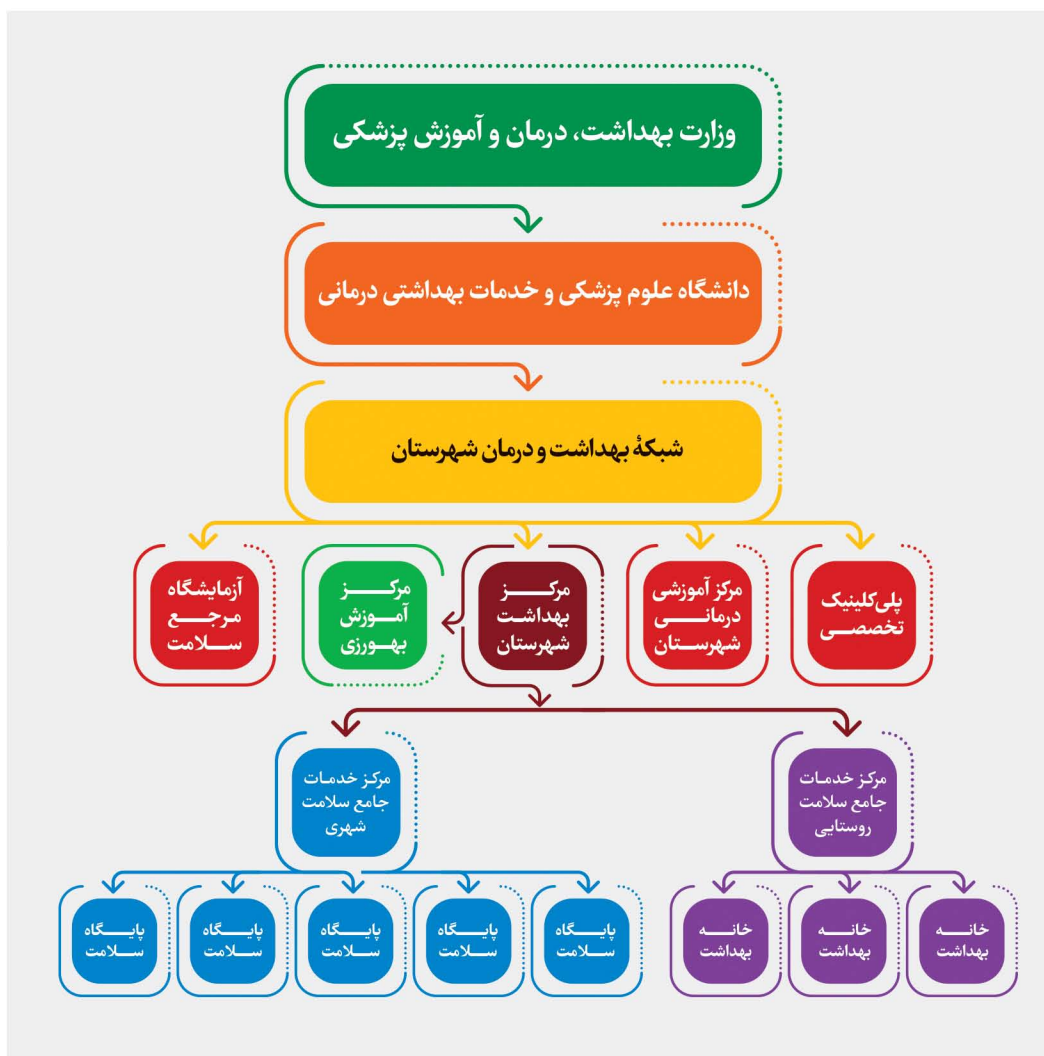 وزارت بهداشت، درمان و آموزش پزشکی
دانشگاه علوم پزشکی و خدمات بهداشتی درمانی
شبکهٔ بهداشت و درمان شهرستان
پلی‌کلینیک
تخصصی
مرکز آموزشی
درمانی
شهرستان
مرکز
بهداشت
شهرستان
مرکز
آموزش
بهورزی
آزمایشگاه
مرجع
سلامت
مرکز خدمات
جامع سلامت
روستایی
مرکز خدمات
جامع سلامت
شهری
خانه
بهداشت
خانه
بهداشت
خانه
بهداشت
پایگاه
سلامت
پایگاه
سلامت
پایگاه
سلامت
پایگاه
سلامت
پایگاه
سلامت